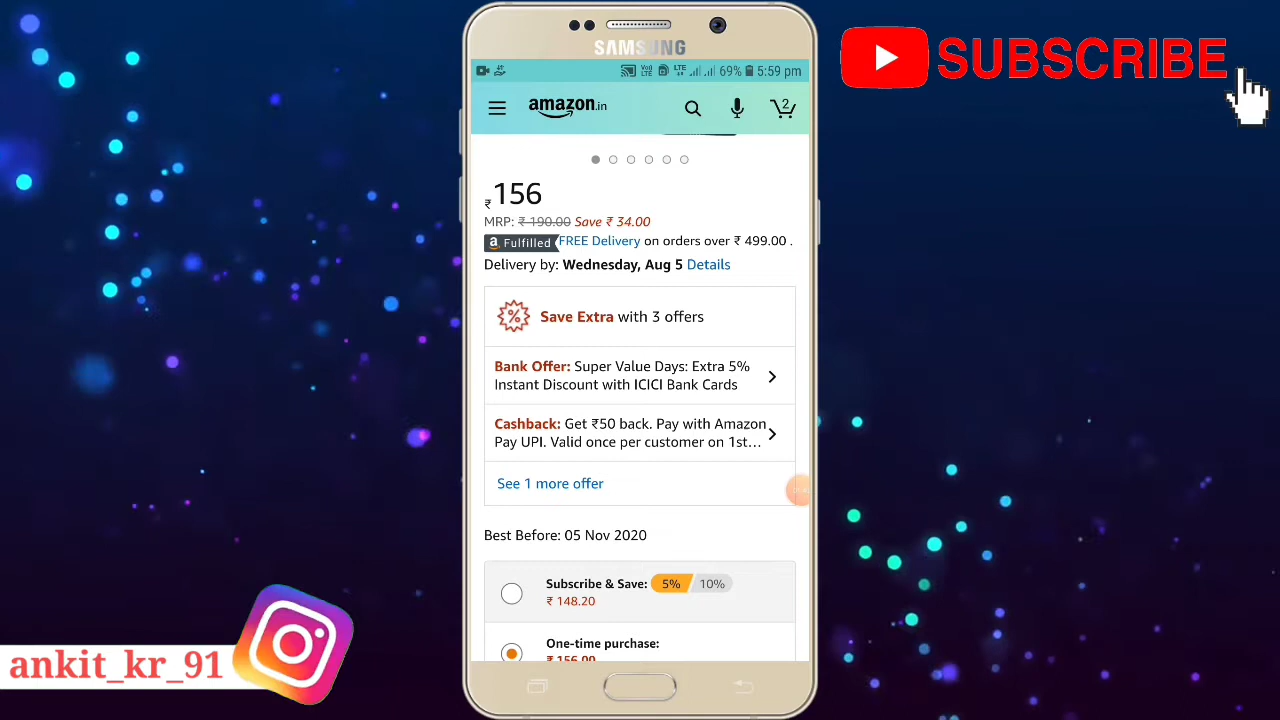 SAMSUNG
69% 5:59 pm
amazon.in
2
₹156
MRP: ₹ 190.00 Save ₹ 34.00
a Fulfilled FREE Delivery on orders over ₹ 499.00 .
Delivery by: Wednesday, Aug 5 Details
Save Extra with 3 offers
Bank Offer: Super Value Days: Extra 5%
Instant Discount with ICICI Bank Cards
Cashback: Get ₹50 back. Pay with Amazon
Pay UPI. Valid once per customer on 1st...
See 1 more offer
Best Before: 05 Nov 2020
Subscribe & Save: 5% 10%
₹ 148.20
One-time purchase:
₹ 156.00
SUBSCRIBE
ankit_kr_91